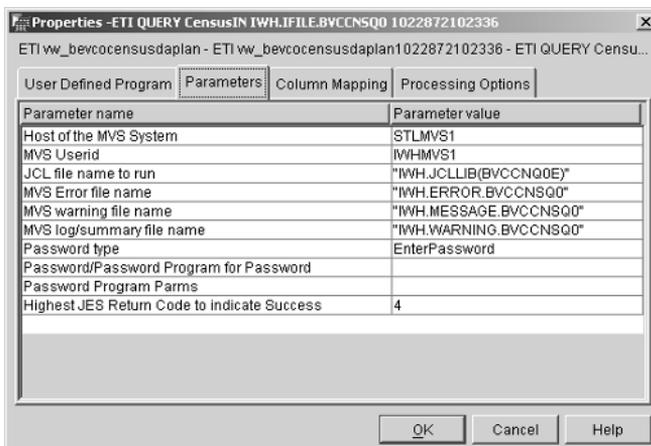 Properties -ETI QUERY CensusIN IWH.IFILE.BVCCNSQ0 1022872102336
ETI vw_bevcocensusdaplan - ETI vw_bevcocensusdaplan1022872102336 - ETI QUERY Censu...
User Defined Program Parameters Column Mapping Processing Options
Parameter name Parameter value
Host of the MVS System STLMVS1
MVS Userid IWHMVS1
JCL file name to run "IWH.JCLLIB(BVCCNQ0E)"
MVS Error file name "IWH.ERROR.BVCCNSQ0"
MVS warning file name "IWH.MESSAGE.BVCCNSQ0"
MVS log/summary file name "IWH.WARNING.BVCCNSQ0"
Password type EnterPassword
Password/Password Program for Password
Password Program Parms
Highest JES Return Code to indicate Success 4
OK Cancel Help